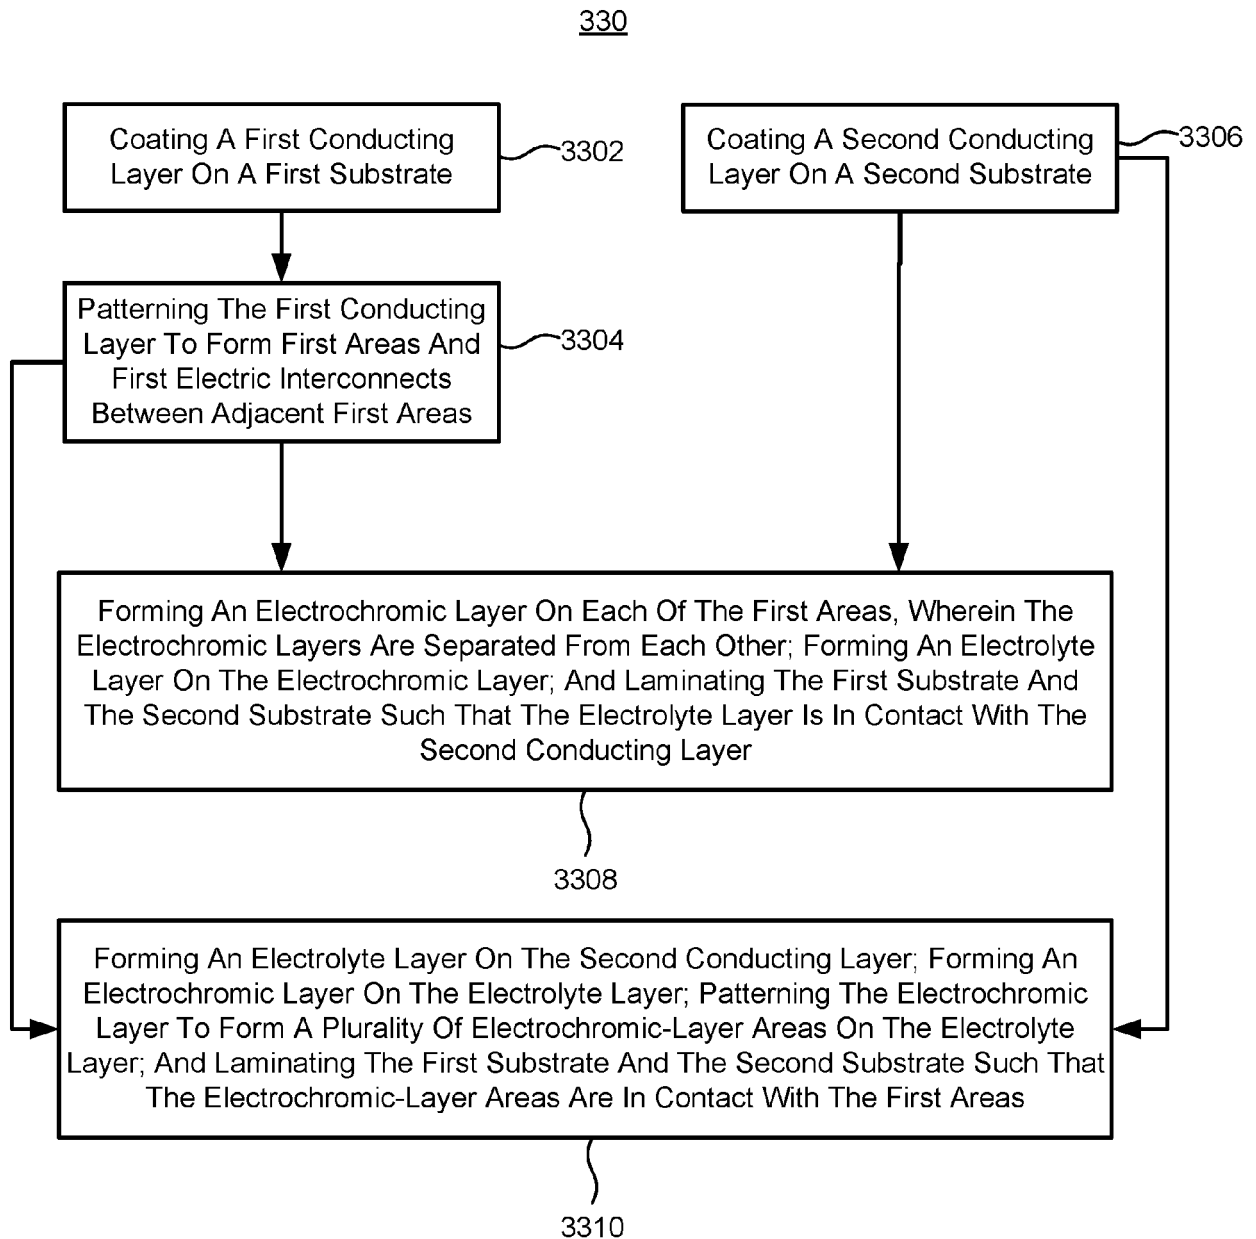 330
Coating A First Conducting
Layer On A First Substrate
3302
Coating A Second Conducting
Layer On A Second Substrate
3306
Patterning The First Conducting
Layer To Form First Areas And
First Electric Interconnects
Between Adjacent First Areas
3304
Forming An Electrochromic Layer On Each Of The First Areas, Wherein The
Electrochromic Layers Are Separated From Each Other; Forming An Electrolyte
Layer On The Electrochromic Layer; And Laminating The First Substrate And
The Second Substrate Such That The Electrolyte Layer Is In Contact With The
Second Conducting Layer
3308
Forming An Electrolyte Layer On The Second Conducting Layer; Forming An
Electrochromic Layer On The Electrolyte Layer; Patterning The Electrochromic
Layer To Form A Plurality Of Electrochromic-Layer Areas On The Electrolyte
Layer; And Laminating The First Substrate And The Second Substrate Such That
The Electrochromic-Layer Areas Are In Contact With The First Areas
3310